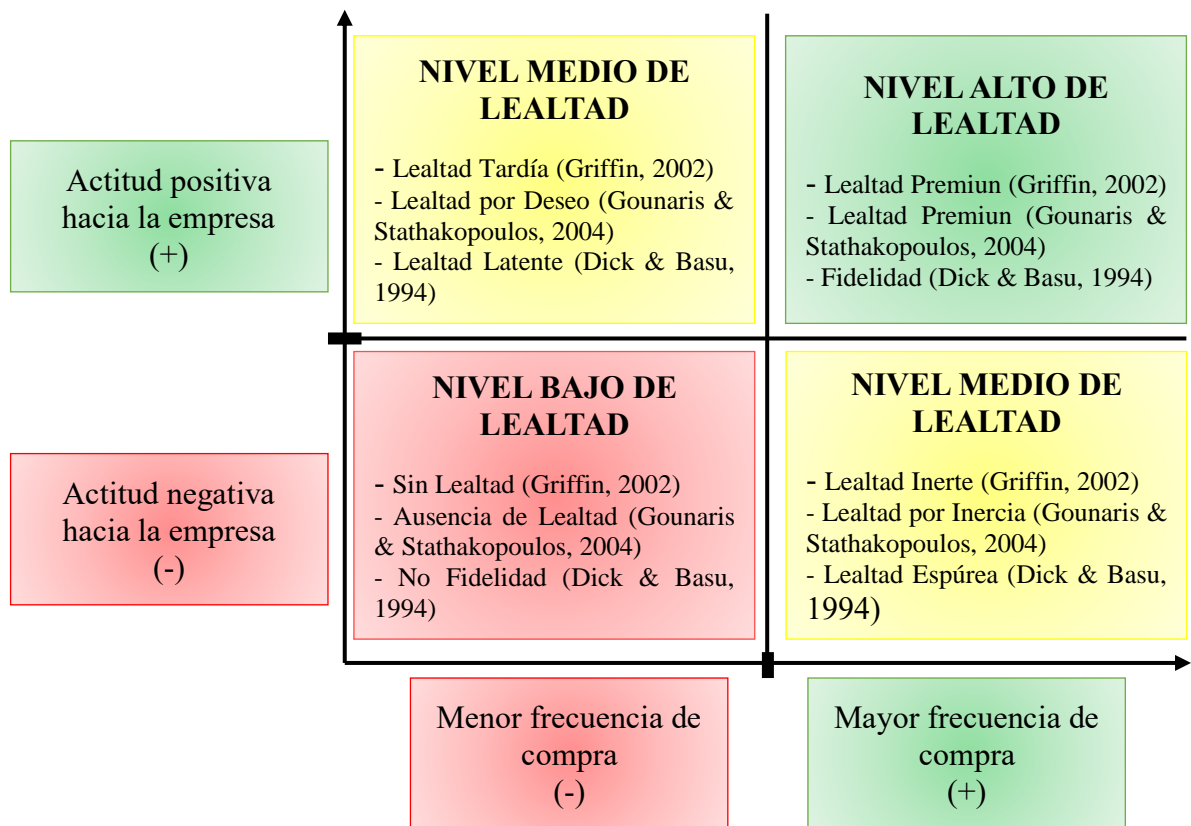 NIVEL MEDIO DE
LEALTAD
- Lealtad Tardía (Griffin, 2002)
- Lealtad por Deseo (Gounaris &
Stathakopoulos, 2004)
- Lealtad Latente (Dick & Basu,
1994)
NIVEL ALTO DE
LEALTAD
- Lealtad Premiun (Griffin, 2002)
- Lealtad Premiun (Gounaris &
Stathakopoulos, 2004)
- Fidelidad (Dick & Basu, 1994)
Actitud positiva
hacia la empresa
(+)
NIVEL BAJO DE
LEALTAD
- Sin Lealtad (Griffin, 2002)
- Ausencia de Lealtad (Gounaris
& Stathakopoulos, 2004)
- No Fidelidad (Dick & Basu,
1994)
NIVEL MEDIO DE
LEALTAD
- Lealtad Inerte (Griffin, 2002)
- Lealtad por Inercia (Gounaris &
Stathakopoulos, 2004)
- Lealtad Espúrea (Dick & Basu,
1994)
Actitud negativa
hacia la empresa
(-)
Menor frecuencia de
compra
(-)
Mayor frecuencia de
compra
(+)